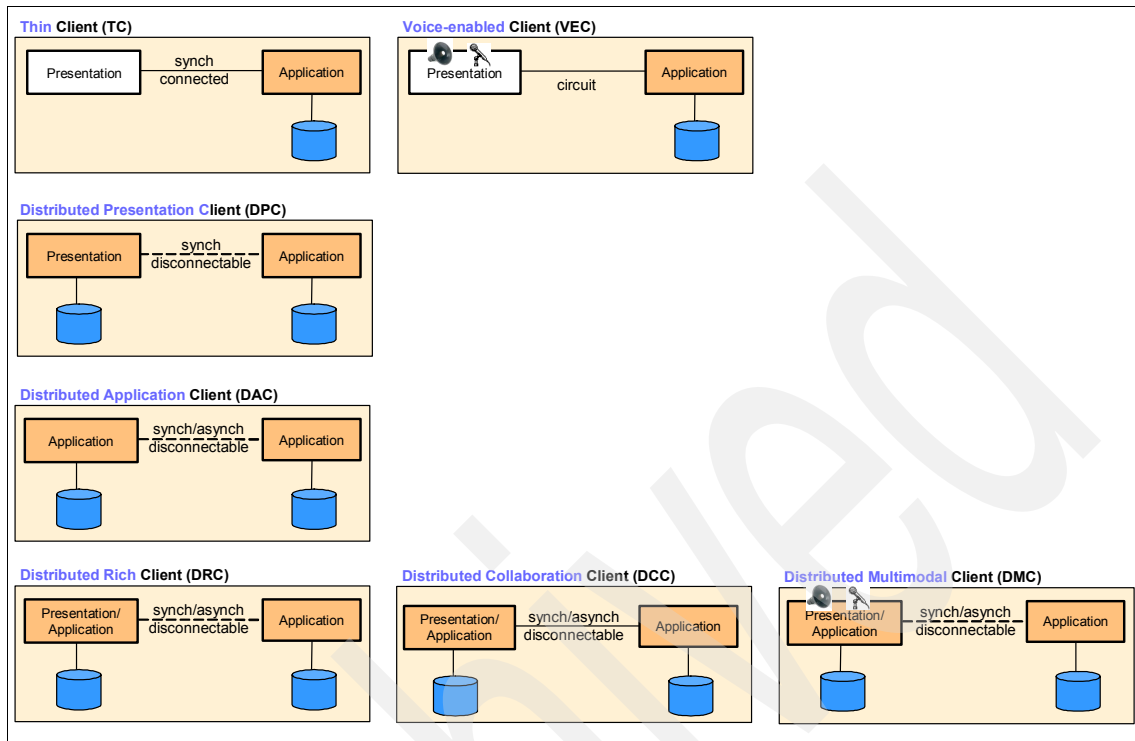 Thin Client (TC)
Presentation
synch
connected
Application
Voice-enabled Client (VEC)
Presentation
circuit
Application
Distributed Presentation Client (DPC)
Presentation
synch
disconnectable
Application
Distributed Application Client (DAC)
Application
synch/asynch
disconnectable
Application
Distributed Rich Client (DRC)
Presentation/
Application
synch/asynch
disconnectable
Application
Distributed Collaboration Client (DCC)
Presentation/
Application
synch/asynch
disconnectable
Application
Distributed Multimodal Client (DMC)
Presentation/
Application
synch/asynch
disconnectable
Application
hived